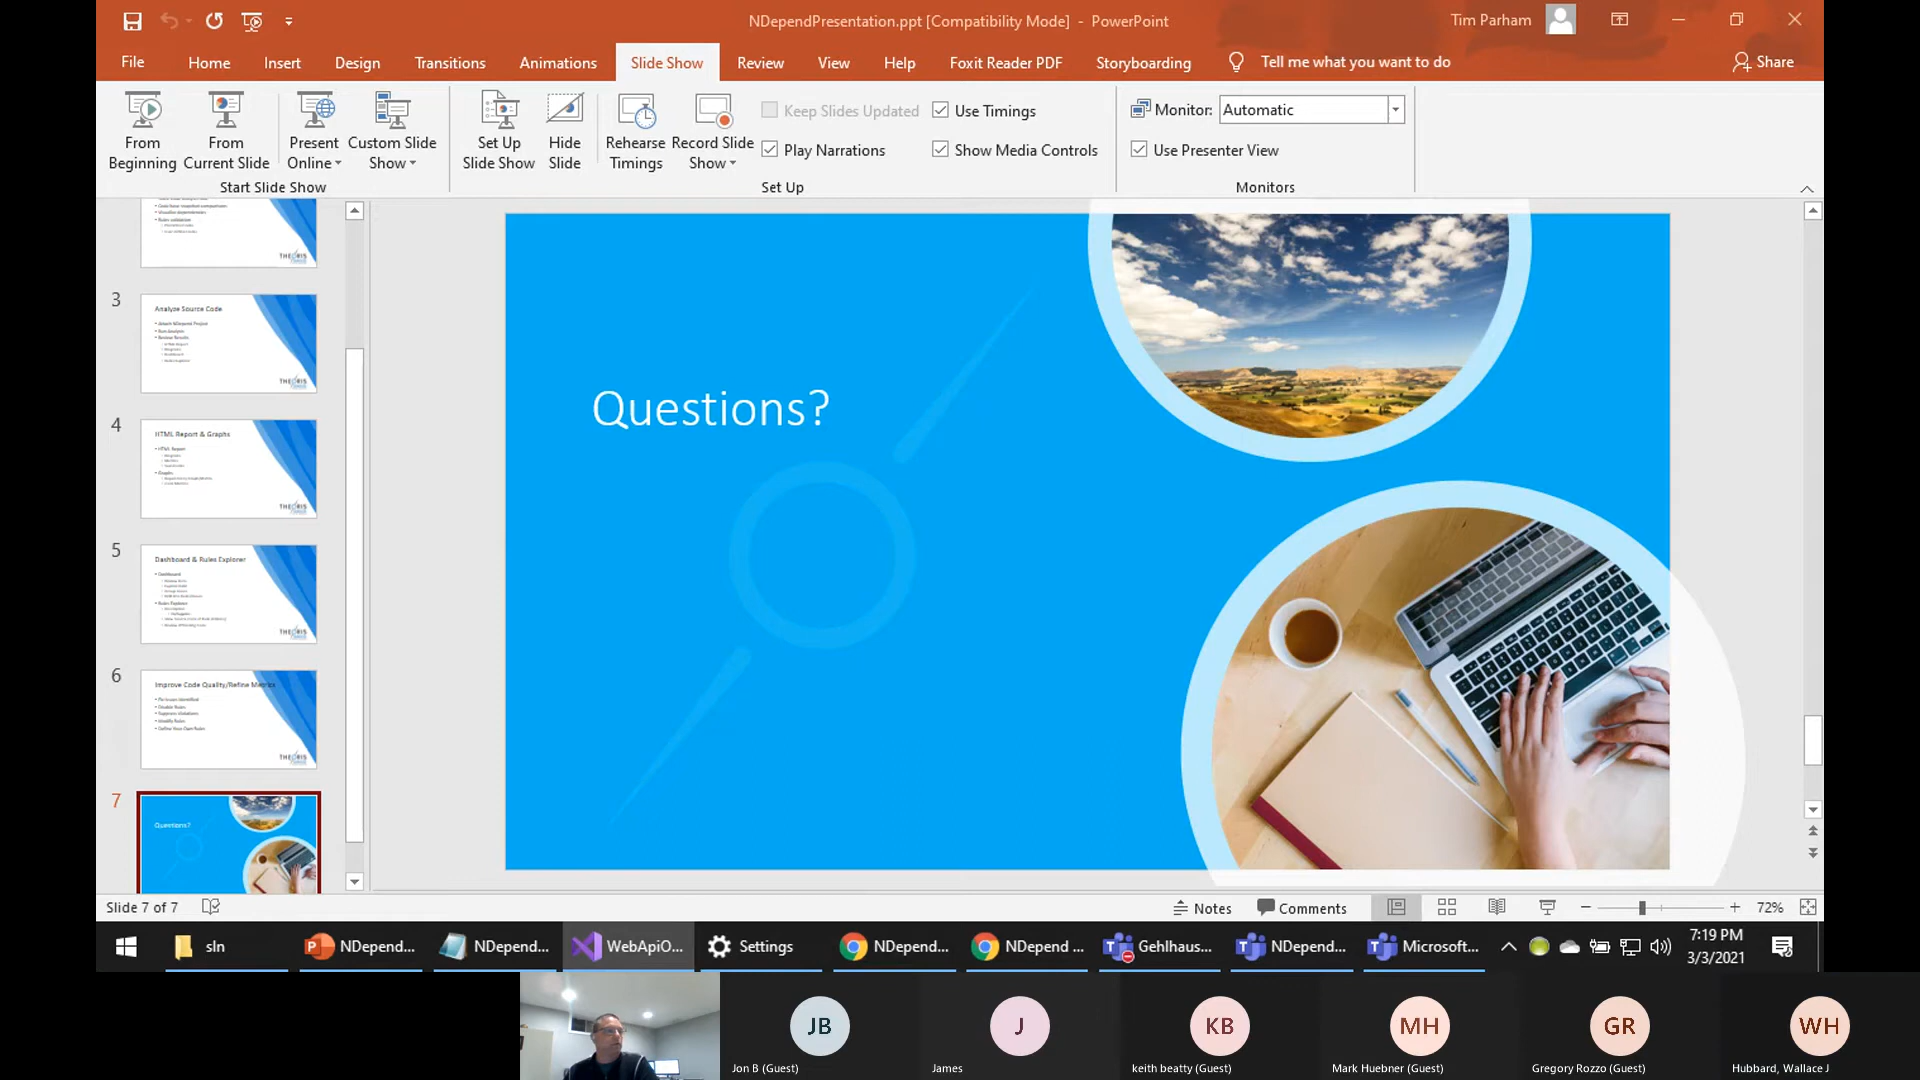 NDependPresentation.ppt [Compatibility Mode] - PowerPoint
Tim Parham
File Home Insert Design Transitions Animations Slide Show Review View Help Foxit Reader PDF Storyboarding Tell me what you want to do Share
From Beginning
From Current Slide
Present Online
Custom Slide Show
Start Slide Show
Set Up Slide Show
Hide Slide
Rehearse Timings
Record Slide Show
Keep Slides Updated
Play Narrations
Use Timings
Show Media Controls
Set Up
Monitor: Automatic
Use Presenter View
Monitors
THEORIS
3
Analyze Source Code
THEORIS
4
HTML Report & Graphs
THEORIS
5
Dashboard & Rules Explorer
THEORIS
6
Improve Code Quality/Refine Metrics
THEORIS
7
Questions?
Questions?
Slide 7 of 7
Notes
Comments
72%
sln
NDepend...
NDepend...
WebApiO...
Settings
NDepend...
NDepend ...
Gehlhaus...
NDepend...
Microsoft...
7:19 PM
3/3/2021
JB
J
KB
MH
GR
WH
Jon B (Guest)
James
keith beatty (Guest)
Mark Huebner (Guest)
Gregory Rozzo (Guest)
Hubbard, Wallace J